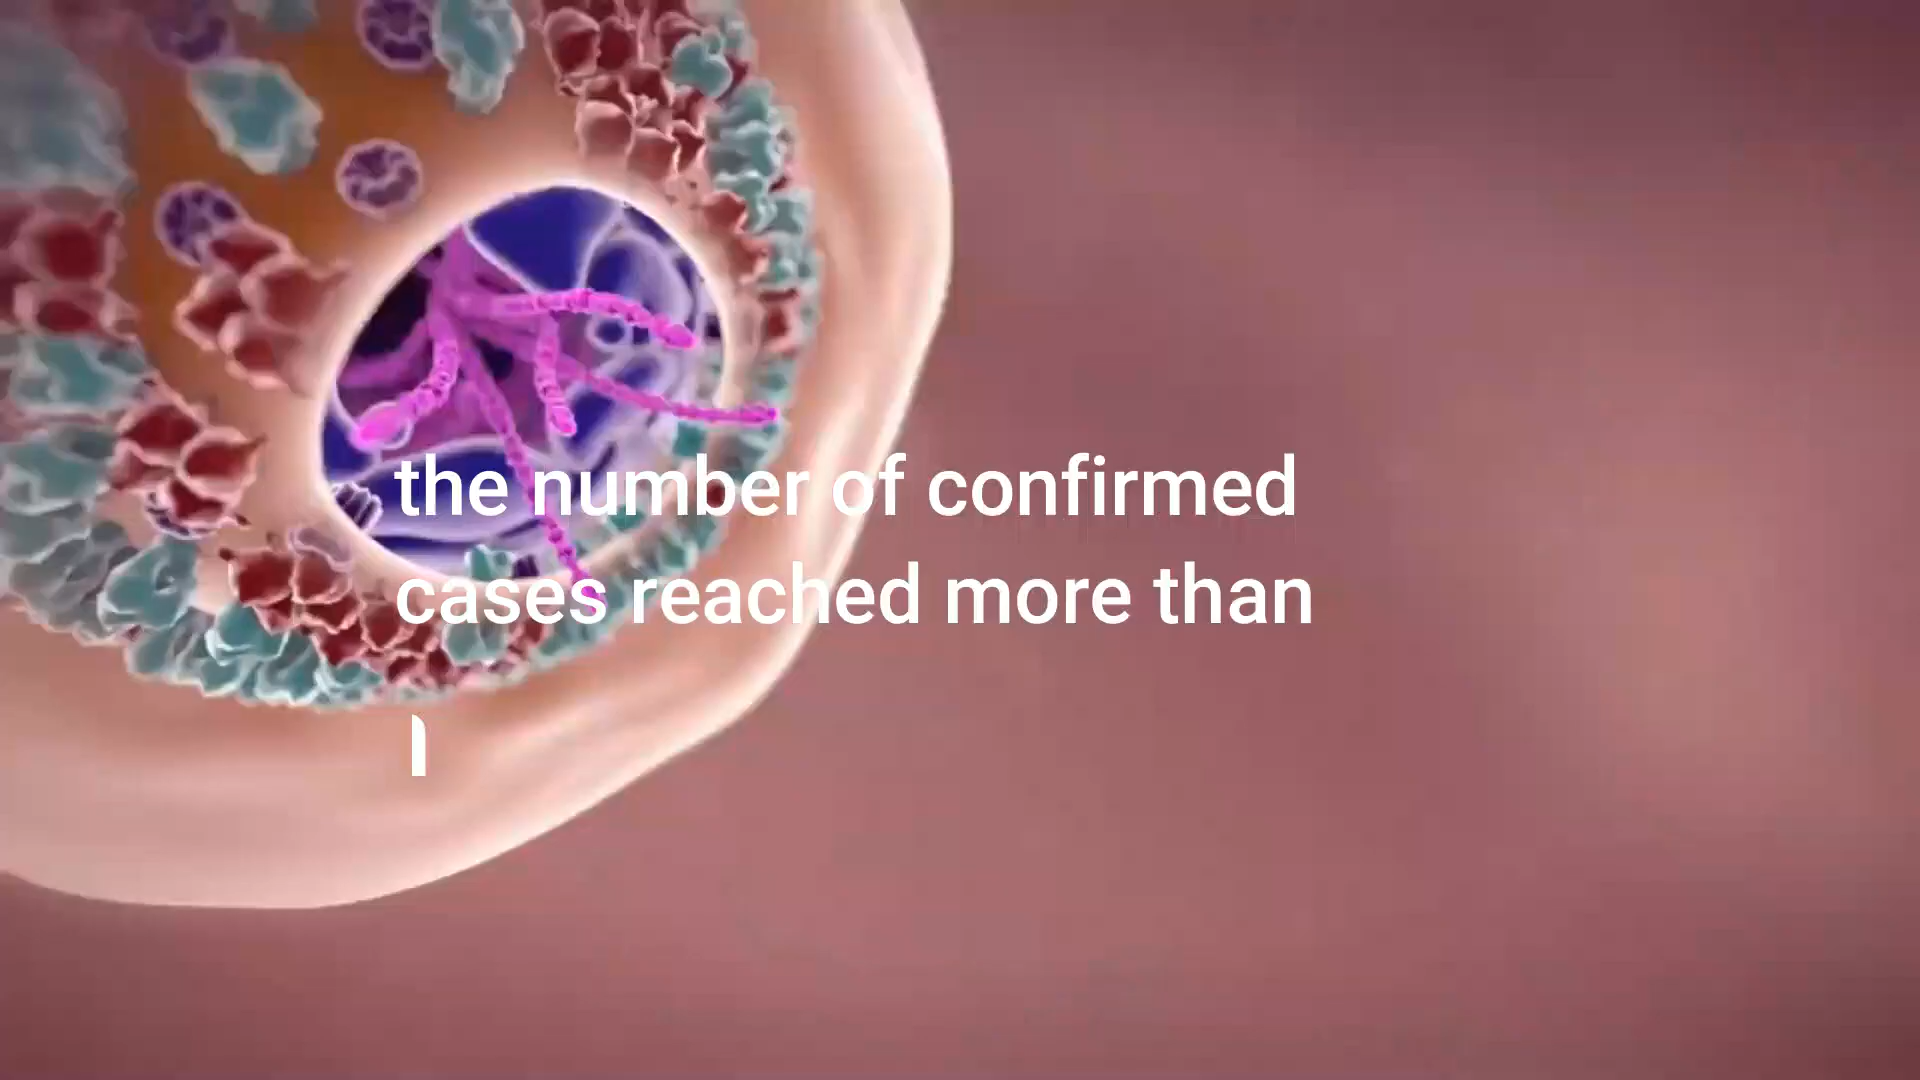 the number of confirmed
cases reached more than